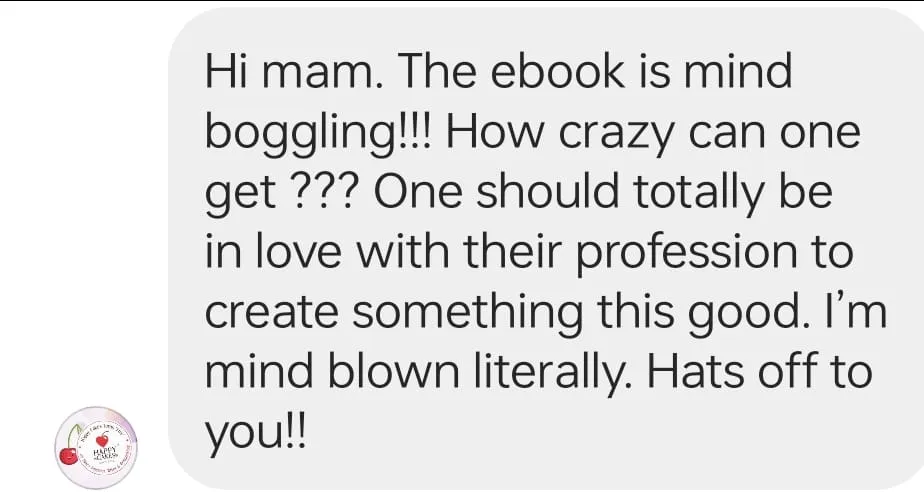 Hi mam. The ebook is mind
boggling!!! How crazy can one
get ??? One should totally be
in love with their profession to
create something this good. I’m
mind blown literally. Hats off to
you!!
HAPPY